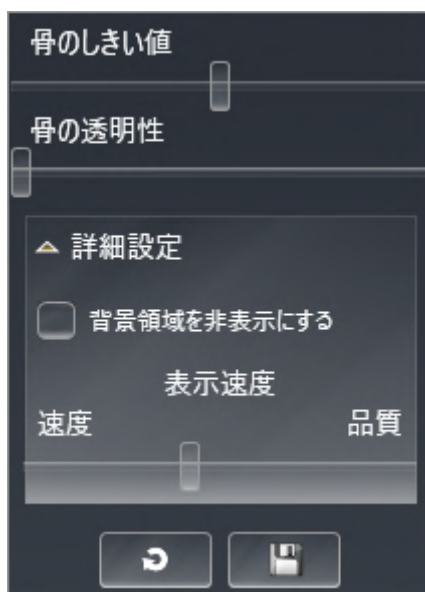 骨のしきい値
骨の透明性
詳細設定
背景領域を非表示にする
表示速度
速度 品質